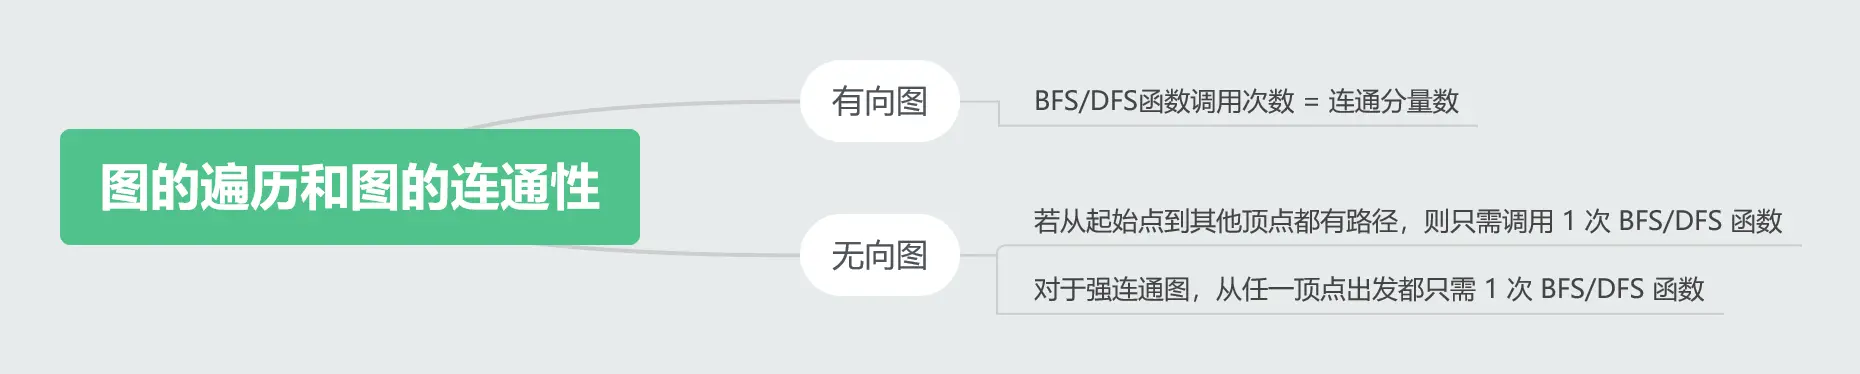 图的遍历和图的连通性
有向图
BFS/DFS函数调用次数 = 连通分量数
无向图
若从起始点到其他顶点都有路径，则只需调用 1 次 BFS/DFS 函数
对于强连通图，从任一顶点出发都只需 1 次 BFS/DFS 函数